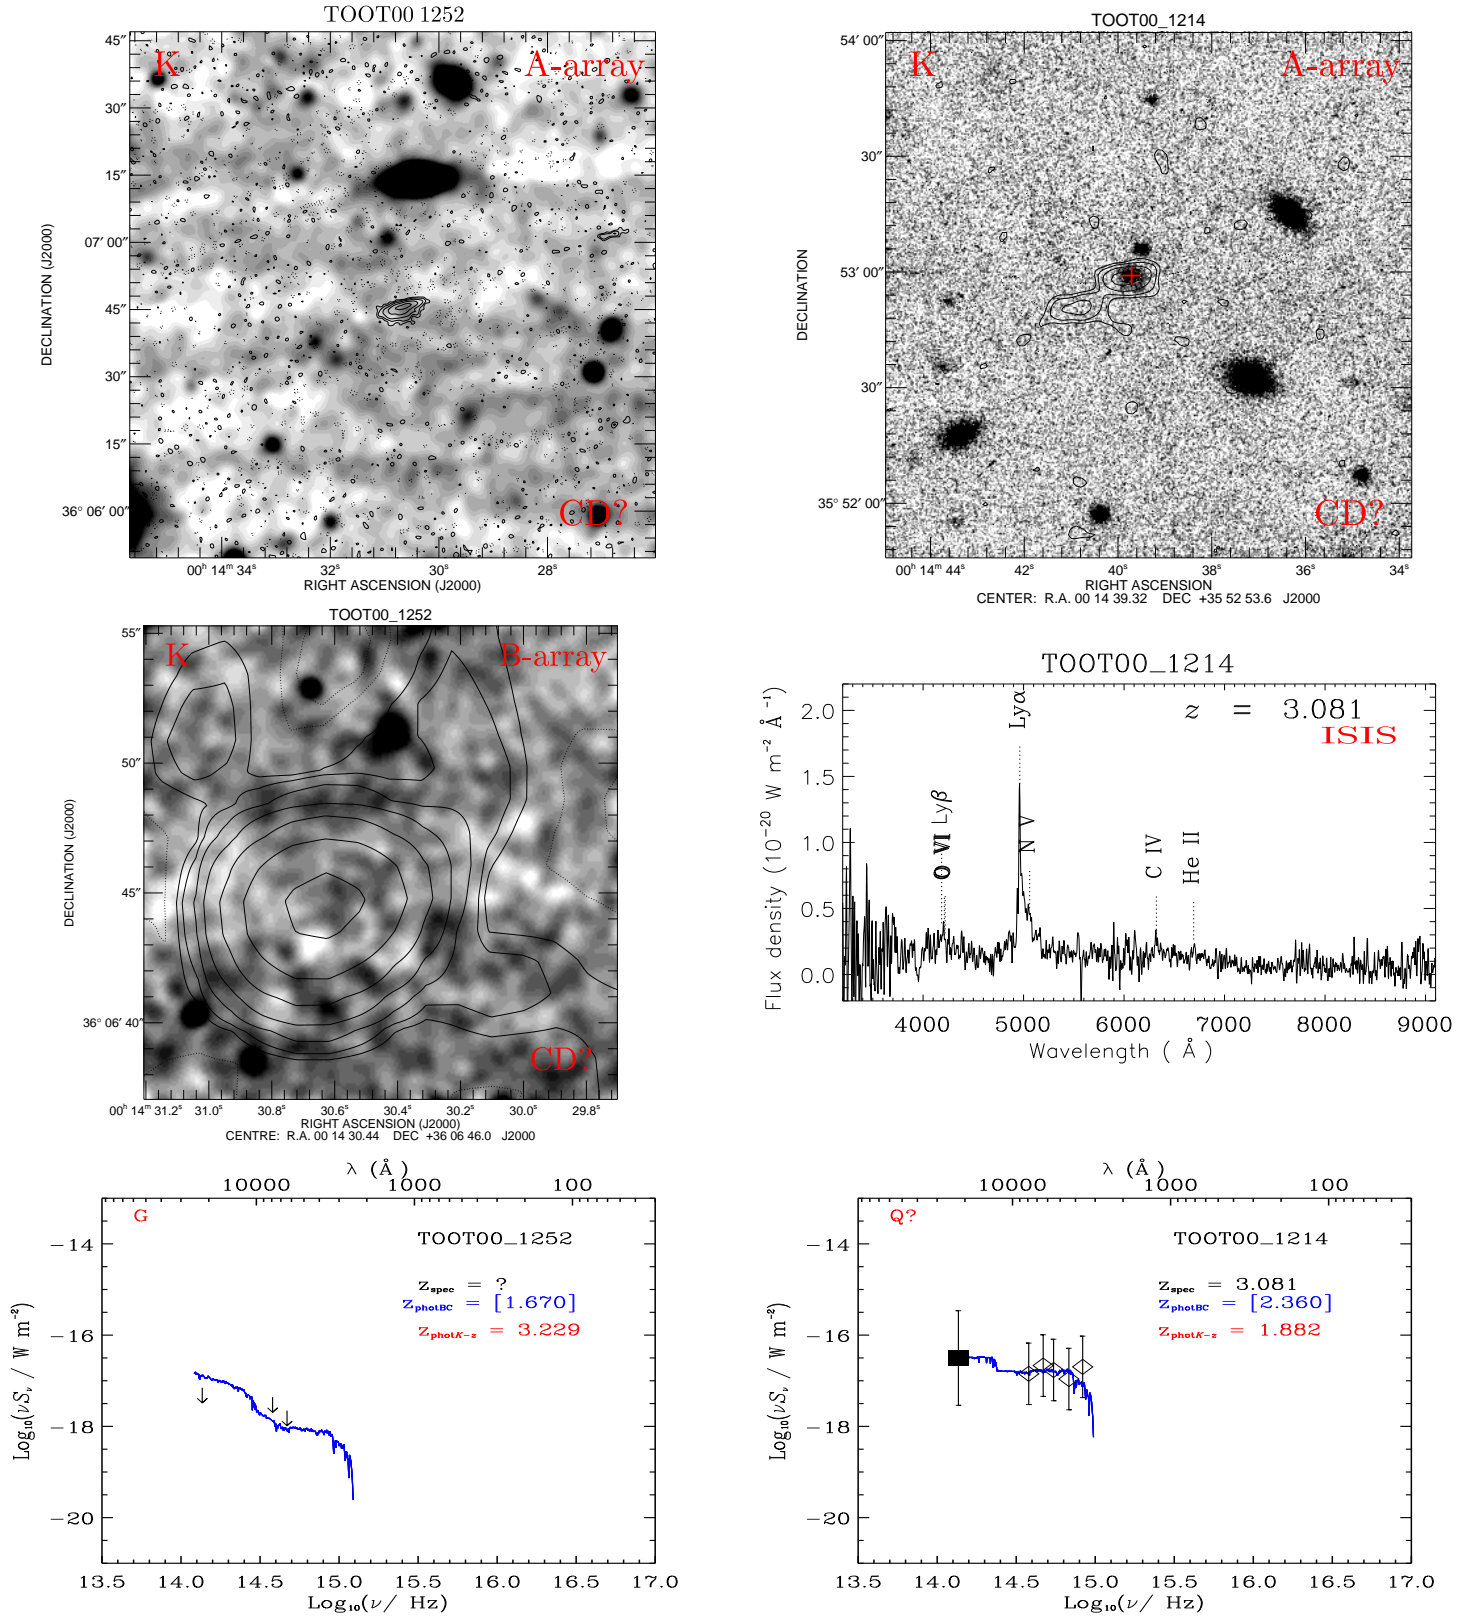 TOOT00 1252
K
A-array
45″
30″
15″
07′ 00″
45″
30″
15″
36° 06′ 00″
DECLINATION (J2000)
CD?
00ʰ 14ᵐ 34ˢ
32ˢ
30ˢ
28ˢ
RIGHT ASCENSION (J2000)
TOOT00_1214
K
A-array
54′ 00″
30″
53′ 00″
30″
35° 52′ 00″
DECLINATION
CD?
00ʰ 14ᵐ 44ˢ
42ˢ
40ˢ
38ˢ
36ˢ
34ˢ
RIGHT ASCENSION
CENTER: R.A. 00 14 39.32 DEC +35 52 53.6 J2000
TOOT00_1252
K
B-array
55″
50″
45″
36° 06′ 40″
DECLINATION (J2000)
CD?
00ʰ 14ᵐ 31.2ˢ
31.0ˢ
30.8ˢ
30.6ˢ
30.4ˢ
30.2ˢ
30.0ˢ
29.8ˢ
RIGHT ASCENSION (J2000)
CENTRE: R.A. 00 14 30.44 DEC +36 06 46.0 J2000
TOOT00_1214
z = 3.081
ISIS
Flux density (10⁻²⁰ W m⁻² Å⁻¹)
2.0
1.5
1.0
0.5
0.0
O VI
Lyβ
Lyα
N V
C IV
He II
4000 5000 6000 7000 8000 9000
Wavelength ( Å )
λ (Å)
10000 1000 100
G
TOOT00_1252
z_spec = ?
z_photBC = [1.670]
z_photK−z = 3.229
Log₁₀(νS_ν / W m⁻²)
−14
−16
−18
−20
13.5 14.0 14.5 15.0 15.5 16.0 16.5 17.0
Log₁₀(ν/ Hz)
λ (Å)
10000 1000 100
Q?
TOOT00_1214
z_spec = 3.081
z_photBC = [2.360]
z_photK−z = 1.882
Log₁₀(νS_ν / W m⁻²)
−14
−16
−18
−20
13.5 14.0 14.5 15.0 15.5 16.0 16.5 17.0
Log₁₀(ν/ Hz)